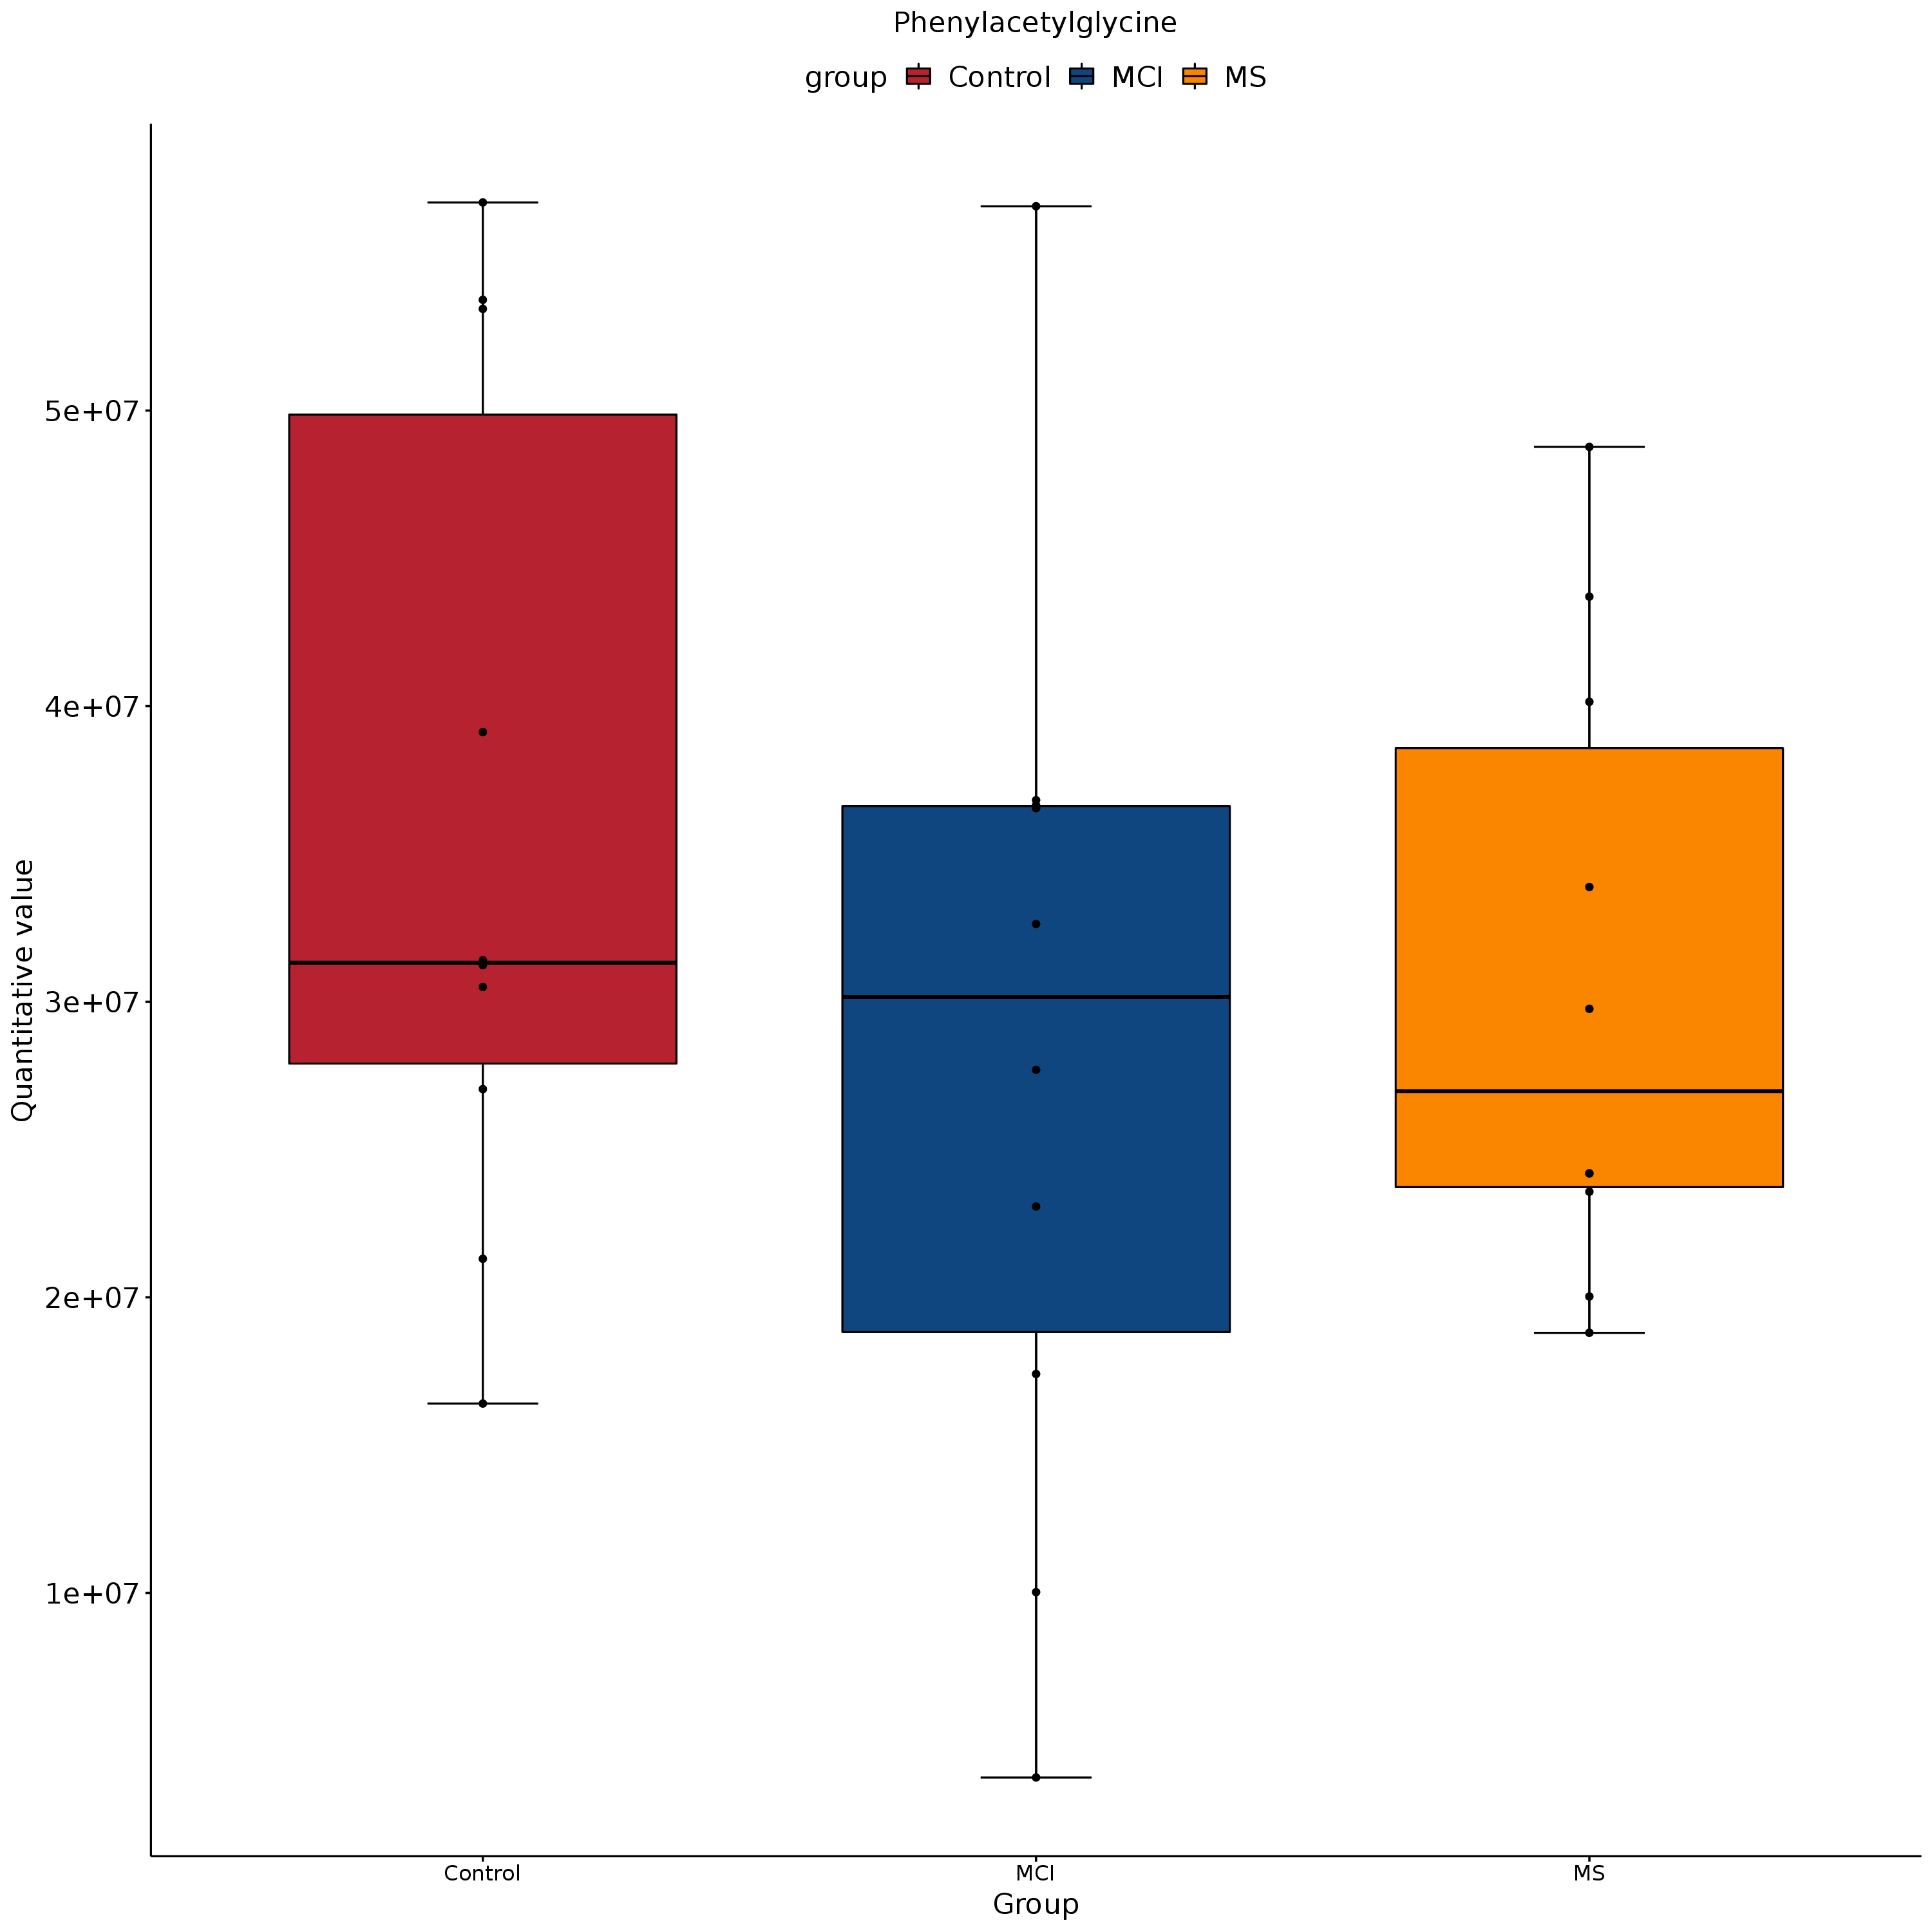 Phenylacetylglycine
group Control MCI MS
Quantitative value
5e+07
4e+07
3e+07
2e+07
1e+07
Control MCI MS
Group